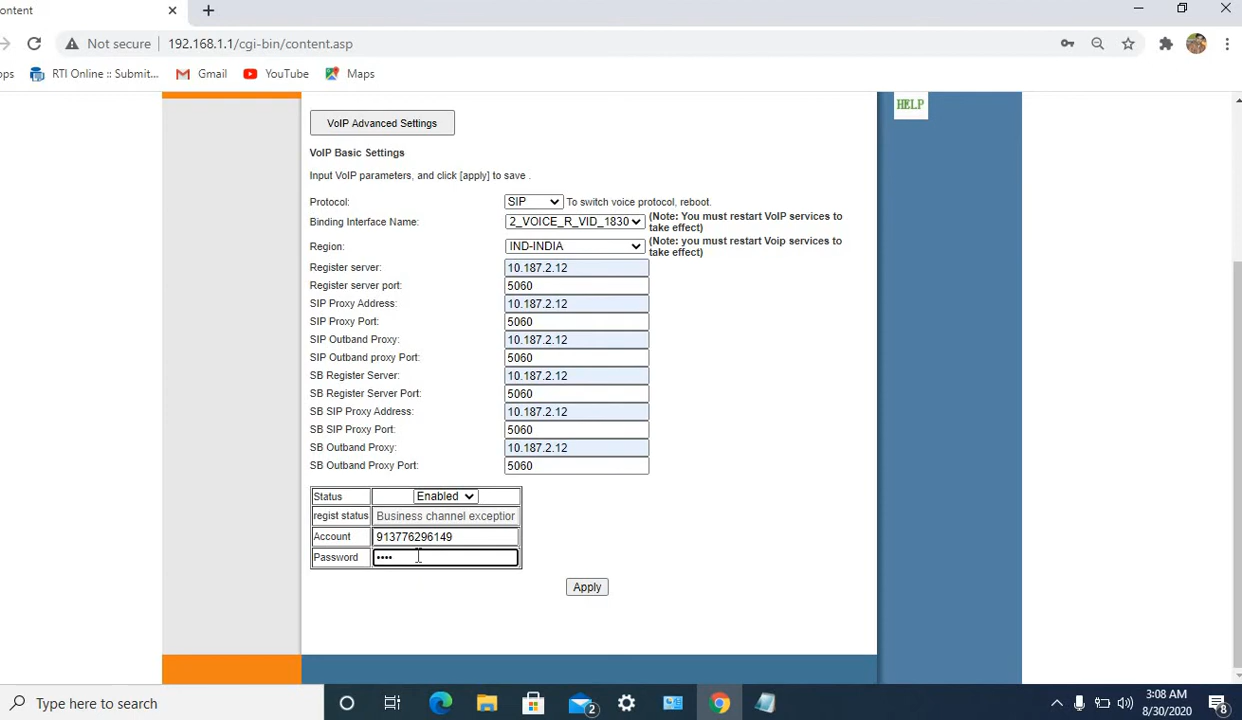 ontent
Not secure 192.168.1.1/cgi-bin/content.asp
ops RTI Online :: Submit... Gmail YouTube Maps
HELP
VoIP Advanced Settings
VoIP Basic Settings
Input VoIP parameters, and click [apply] to save .
Protocol: SIP To switch voice protocol, reboot.
Binding Interface Name: 2_VOICE_R_VID_1830 (Note: You must restart VoIP services to
take effect)
Region: IND-INDIA (Note: you must restart Voip services to
take effect)
Register server: 10.187.2.12
Register server port: 5060
SIP Proxy Address: 10.187.2.12
SIP Proxy Port: 5060
SIP Outband Proxy: 10.187.2.12
SIP Outband proxy Port: 5060
SB Register Server: 10.187.2.12
SB Register Server Port: 5060
SB SIP Proxy Address: 10.187.2.12
SB SIP Proxy Port: 5060
SB Outband Proxy: 10.187.2.12
SB Outband Proxy Port: 5060
Status Enabled
regist status Business channel exception
Account 913776296149
Password ••••
Apply
Type here to search 2 3:08 AM
8/30/2020 8